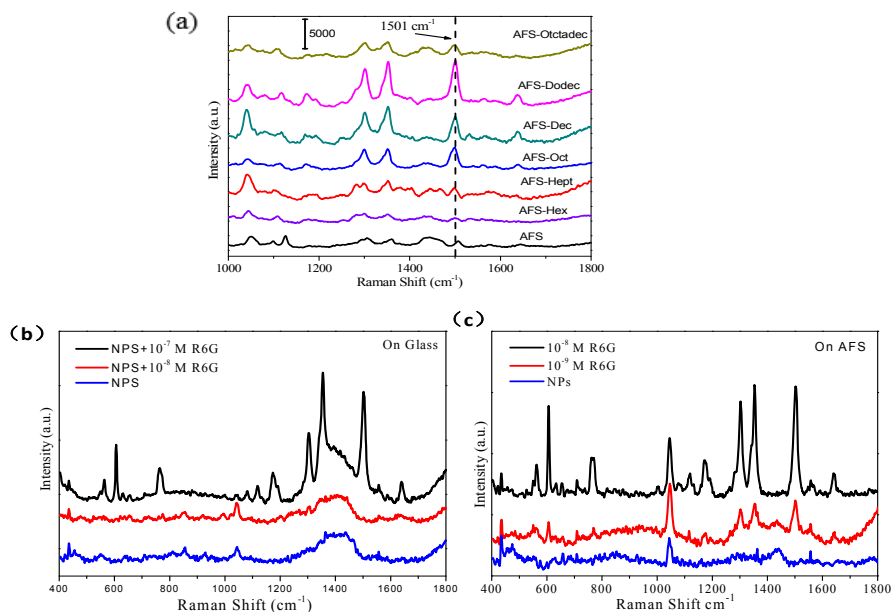 (a)
5000
1501 cm-1
AFS-Otctadec
AFS-Dodec
AFS-Dec
AFS-Oct
AFS-Hept
AFS-Hex
AFS
Intensity (a.u.)
1000 1200 1400 1600 1800
Raman Shift (cm-1)
(b)
NPS+10-7 M R6G
NPS+10-8 M R6G
NPS
On Glass
Intensity (a.u.)
400 600 800 1000 1200 1400 1600 1800
Raman Shift cm-1)
(c)
10-8 M R6G
10-9 M R6G
NPs
On AFS
Intensity (a.u.)
400 600 800 1000 1200 1400 1600 1800
Raman Shift cm-1)